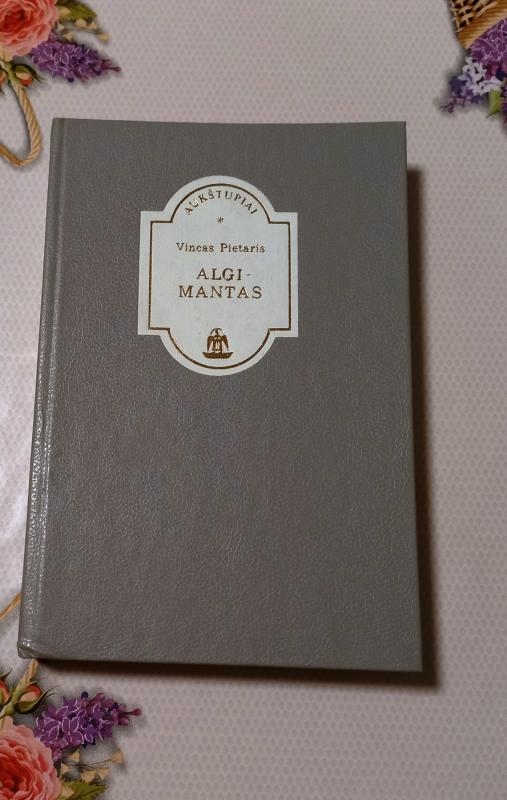 AUKŠTUPIAI
*
Vincas Pietaris
ALGI-
MANTAS